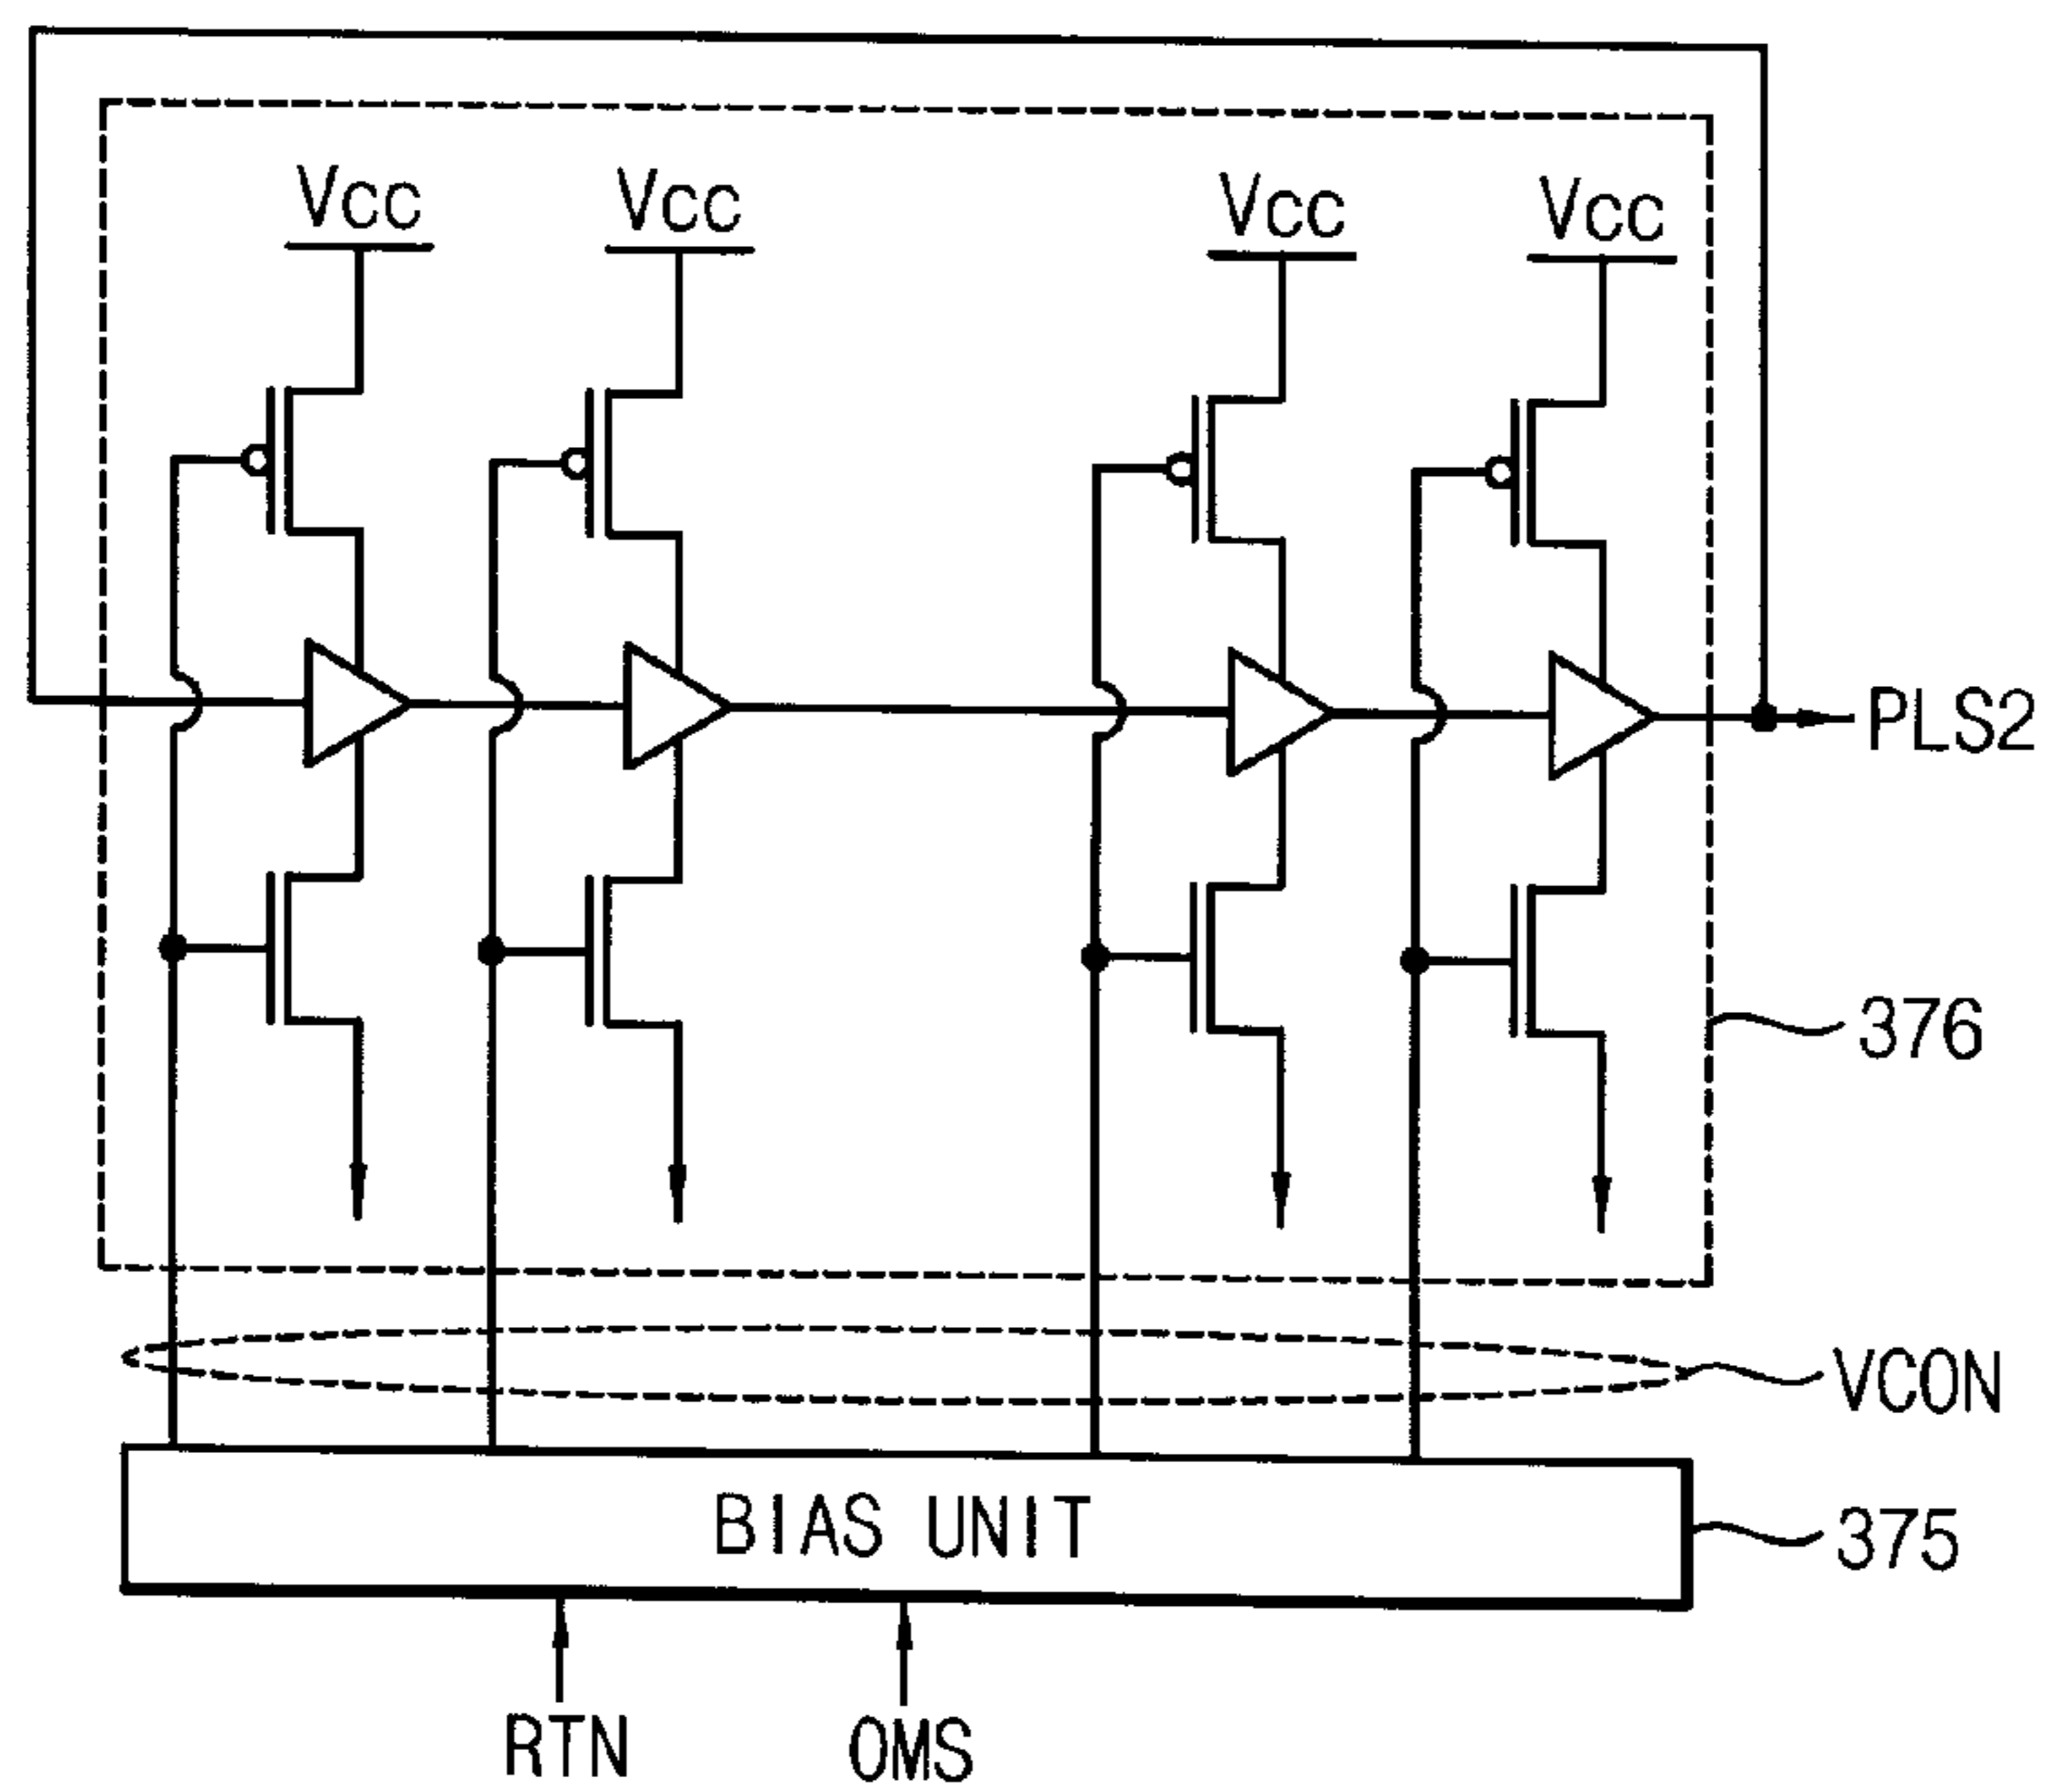 Vcc Vcc Vcc Vcc
PLS2
376
VCON
BIAS UNIT
375
RTN OMS